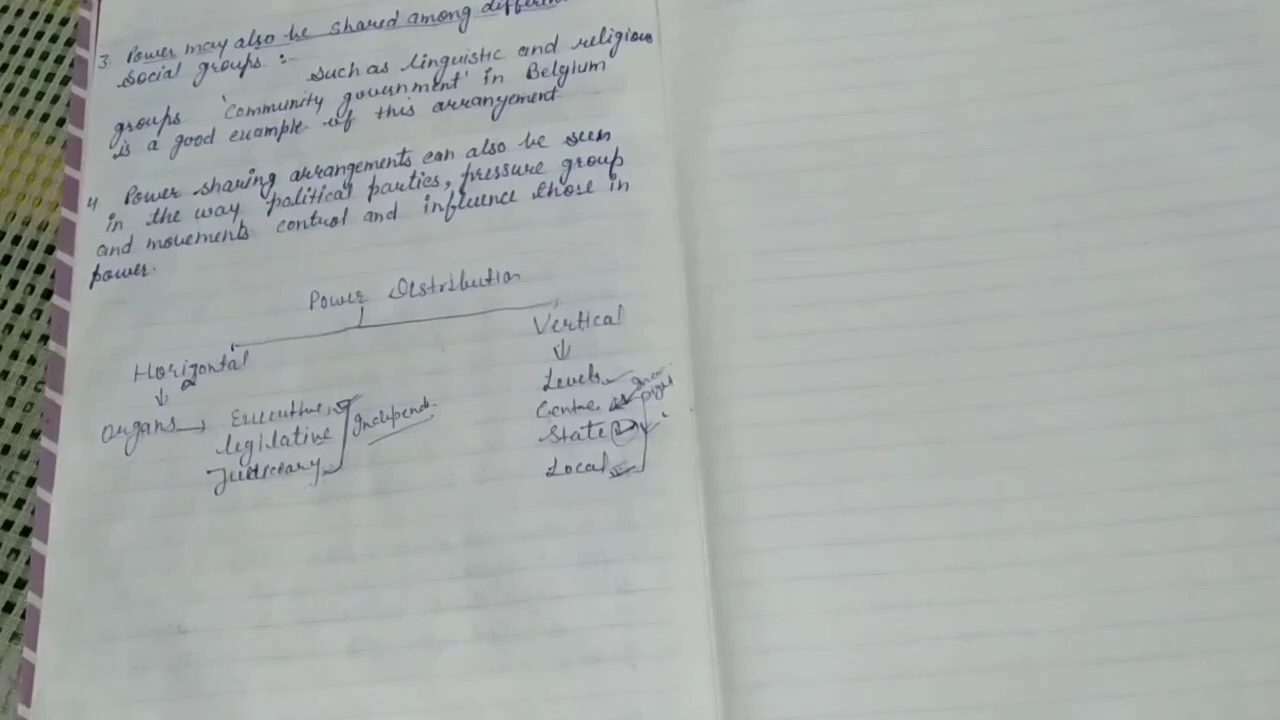 3. Power may also be shared among differen
social groups :-
such as linguistic and religious
groups 'Community government' in Belgium
is a good example of this arrangement
4 Power sharing arrangements can also be seen
in the way political parties, pressure group
and movements control and influence those in
power.
Power Distribution
Horizontal
Vertical
Organs → Executive,
legilative
Judiciary
Independ.
Levels
Centre
State
Local